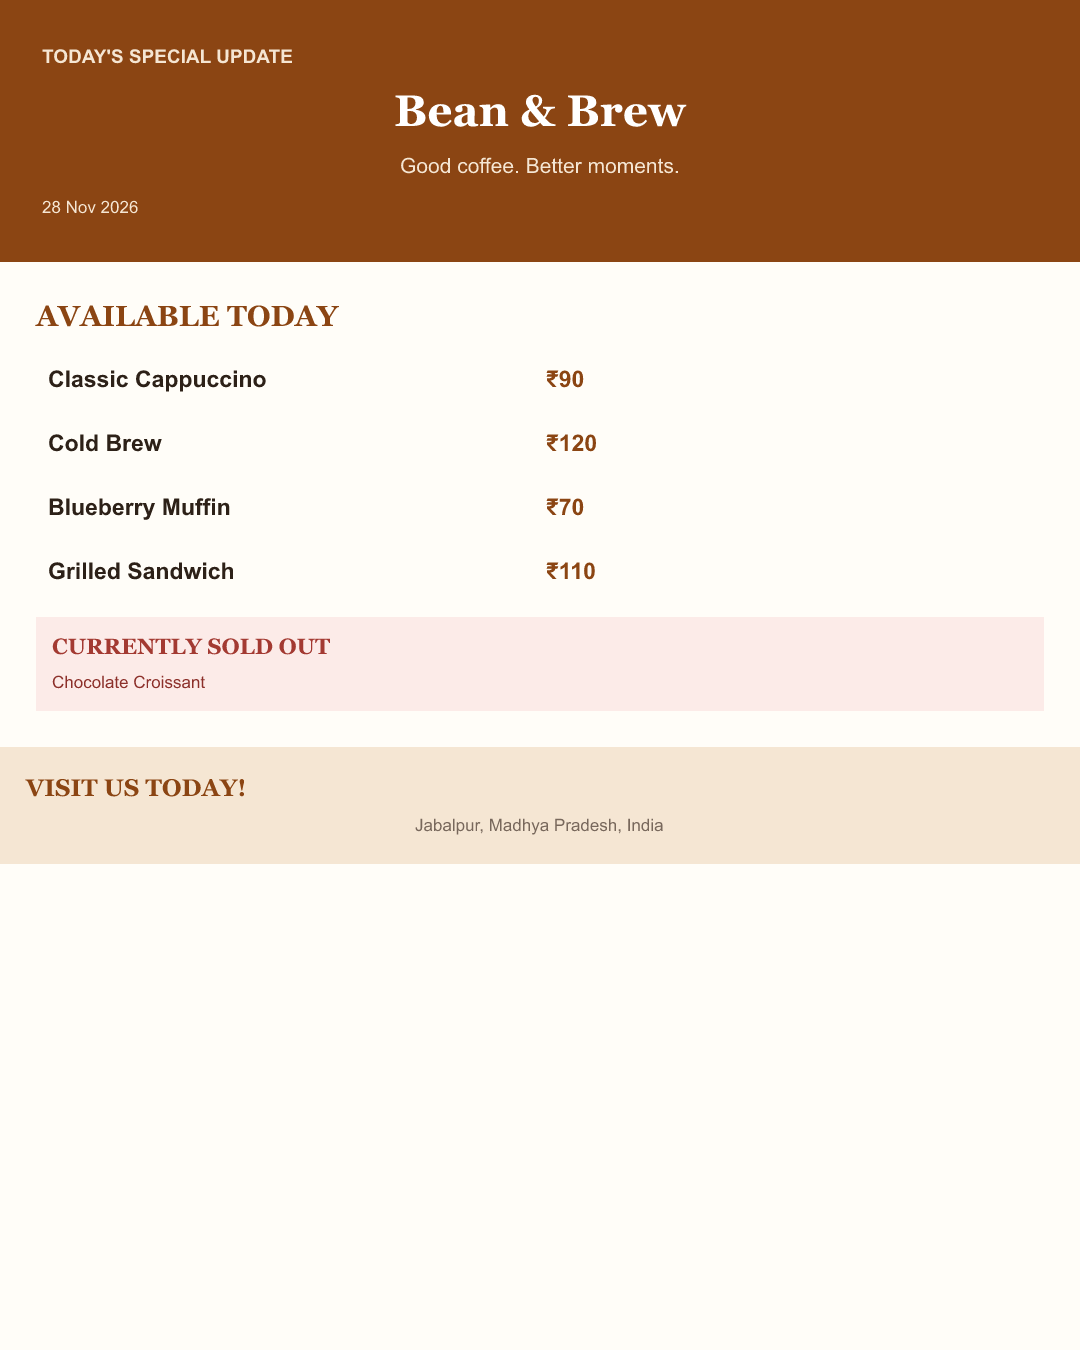 TODAY'S SPECIAL UPDATE
Bean & Brew
Good coffee. Better moments.
28 Nov 2026
AVAILABLE TODAY
Classic Cappuccino ₹90
Cold Brew ₹120
Blueberry Muffin ₹70
Grilled Sandwich ₹110
CURRENTLY SOLD OUT
Chocolate Croissant
VISIT US TODAY!
Jabalpur, Madhya Pradesh, India